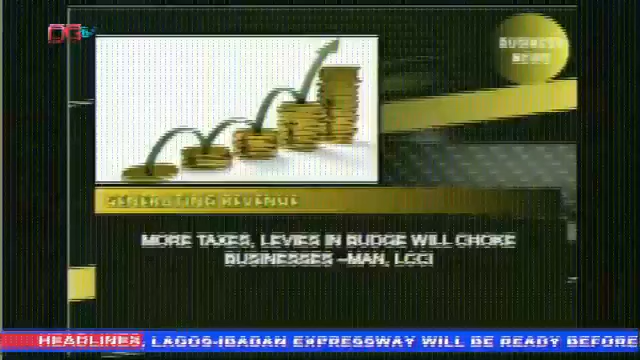 DGtv
BUSINESS
NEWS
GENERATING REVENUE
MORE TAXES, LEVIES IN BUDGE WILL CHOKE
BUSINESSES –MAN, LCCI
HEADLINES, LAGOS-IBADAN EXPRESSWAY WILL BE READY BEFORE